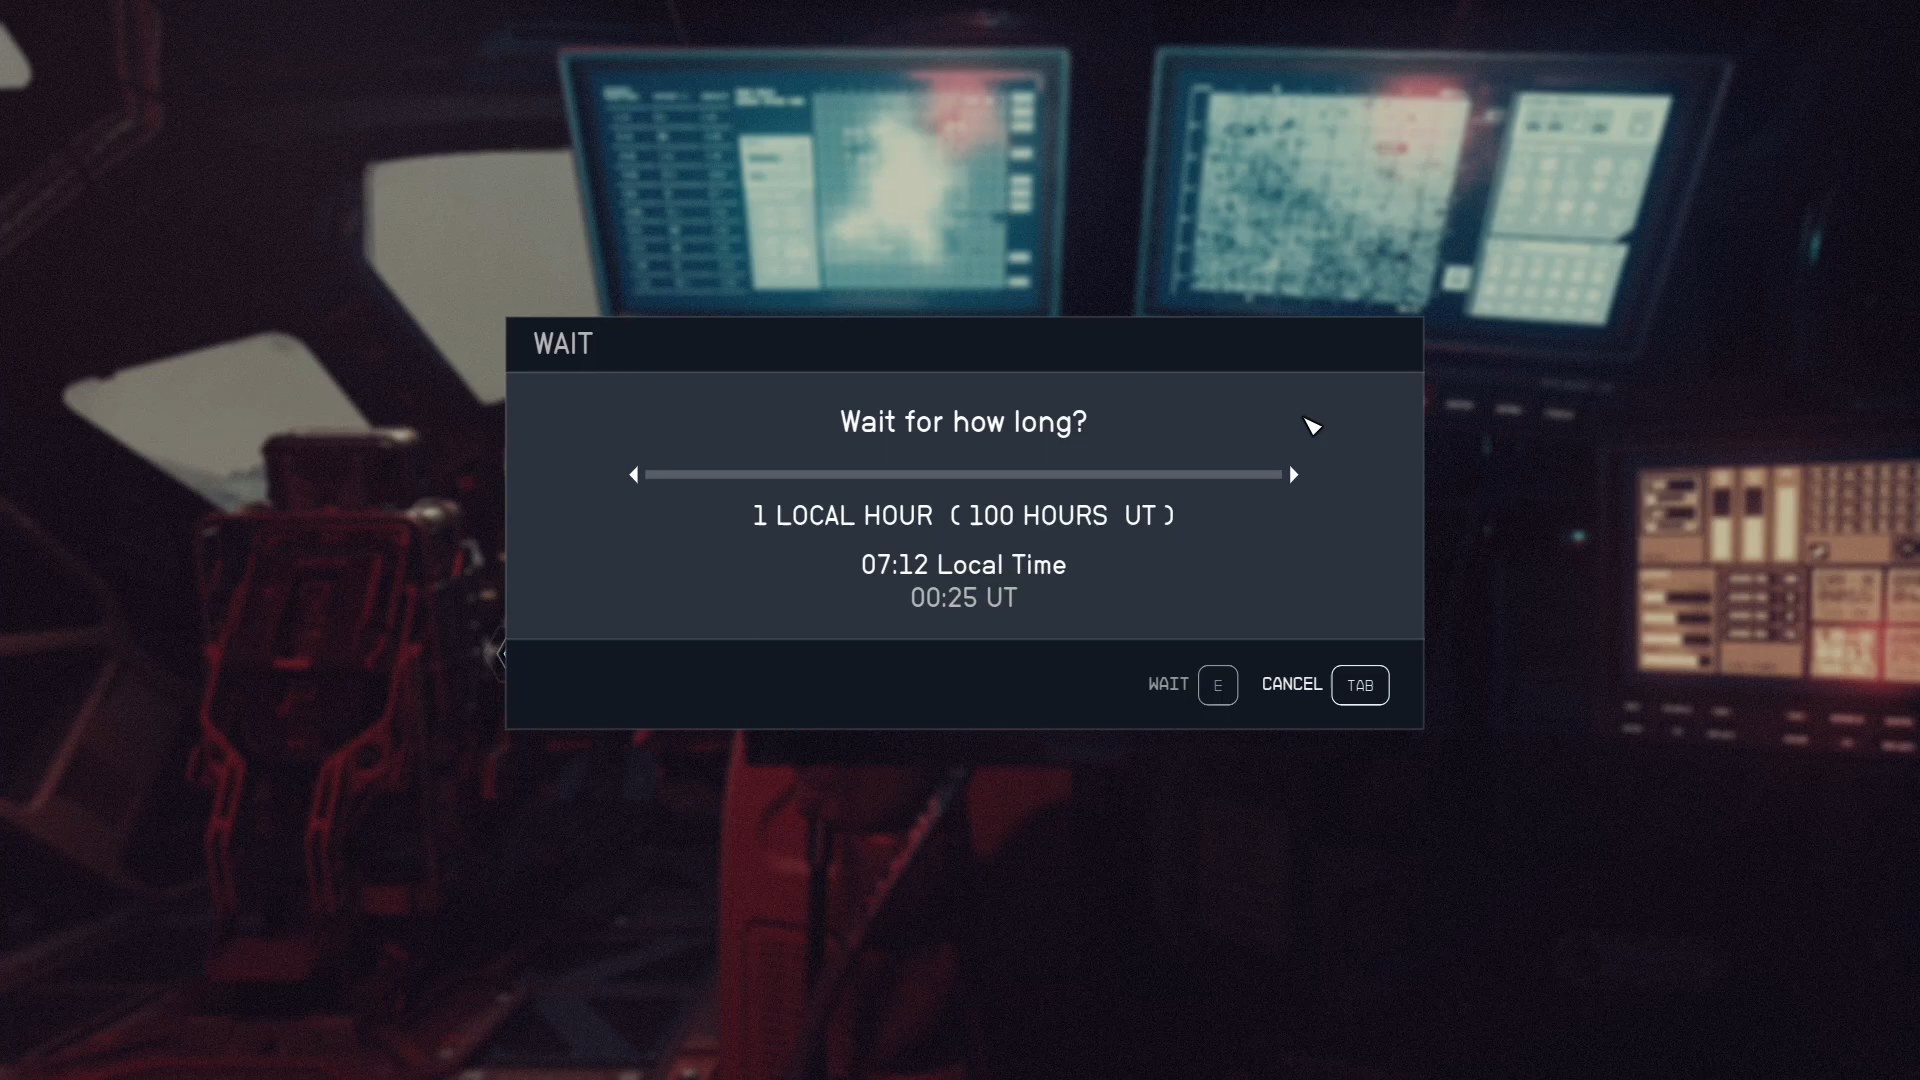 WAIT
Wait for how long?
1 LOCAL HOUR ( 100 HOURS UT )
07:12 Local Time
00:25 UT
WAIT E CANCEL TAB